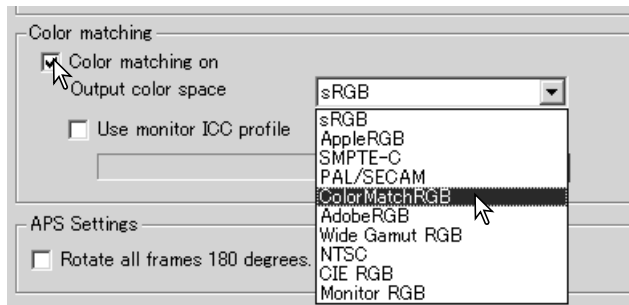 Color matching
Color matching on
Output color space
sRGB
Use monitor ICC profile
sRGB
AppleRGB
SMPTE-C
PAL/SECAM
ColorMatchRGB
AdobeRGB
Wide Gamut RGB
NTSC
CIE RGB
Monitor RGB
APS Settings
Rotate all frames 180 degrees.